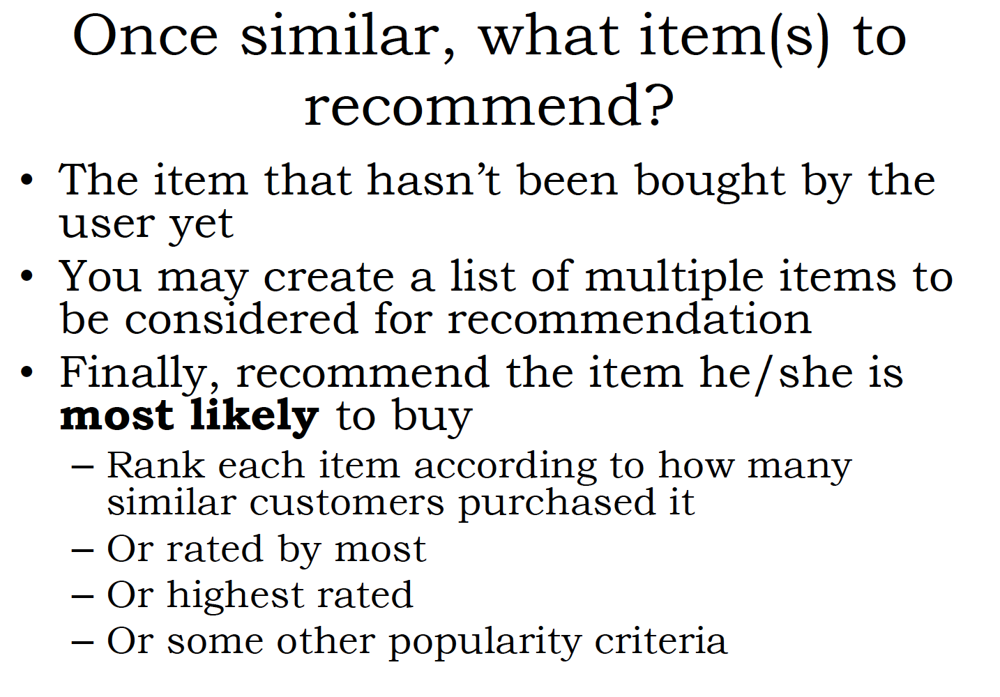 Once similar, what item(s) to
recommend?
• The item that hasn’t been bought by the
user yet
• You may create a list of multiple items to
be considered for recommendation
• Finally, recommend the item he/she is
most likely to buy
– Rank each item according to how many
similar customers purchased it
– Or rated by most
– Or highest rated
– Or some other popularity criteria